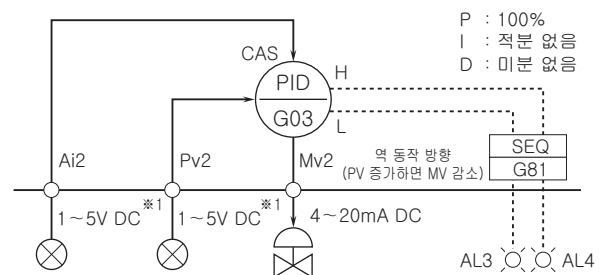 P : 100%
I : 적분 없음
D : 미분 없음
CAS
PID
G03
H
L
SEQ
G81
역 동작 방향
(PV 증가하면 MV 감소)
Ai2
Pv2
Mv2
1~5V DC ※1
1~5V DC ※1
4~20mA DC
AL3
AL4